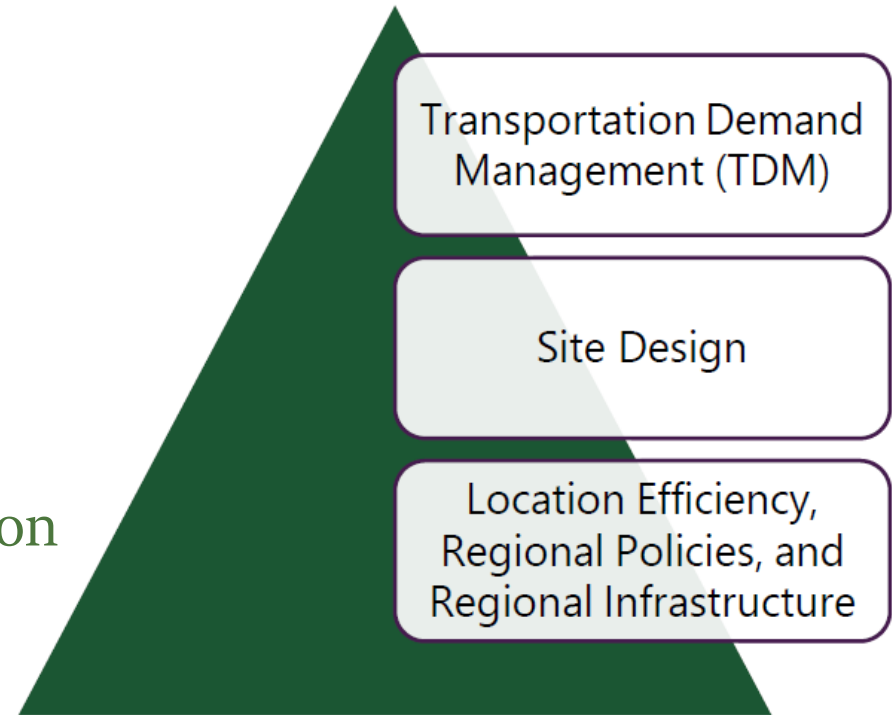 Transportation Demand
Management (TDM)
Site Design
on
Location Efficiency,
Regional Policies, and
Regional Infrastructure